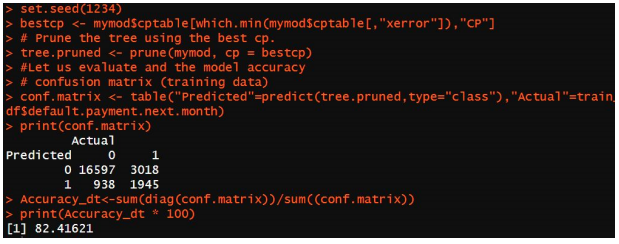 > set.seed(1234)
> bestcp <- mymod$cptable[which.min(mymod$cptable[,"xerror"]),"CP"]
> # Prune the tree using the best cp.
> tree.pruned <- prune(mymod, cp = bestcp)
> #Let us evaluate and the model accuracy
> # confusion matrix (training data)
> conf.matrix <- table("Predicted"=predict(tree.pruned,type="class"),"Actual"=train_
df$default.payment.next.month)
> print(conf.matrix)
Actual
Predicted 0 1
0 16597 3018
1 938 1945
> Accuracy_dt<-sum(diag(conf.matrix))/sum((conf.matrix))
> print(Accuracy_dt * 100)
[1] 82.41621